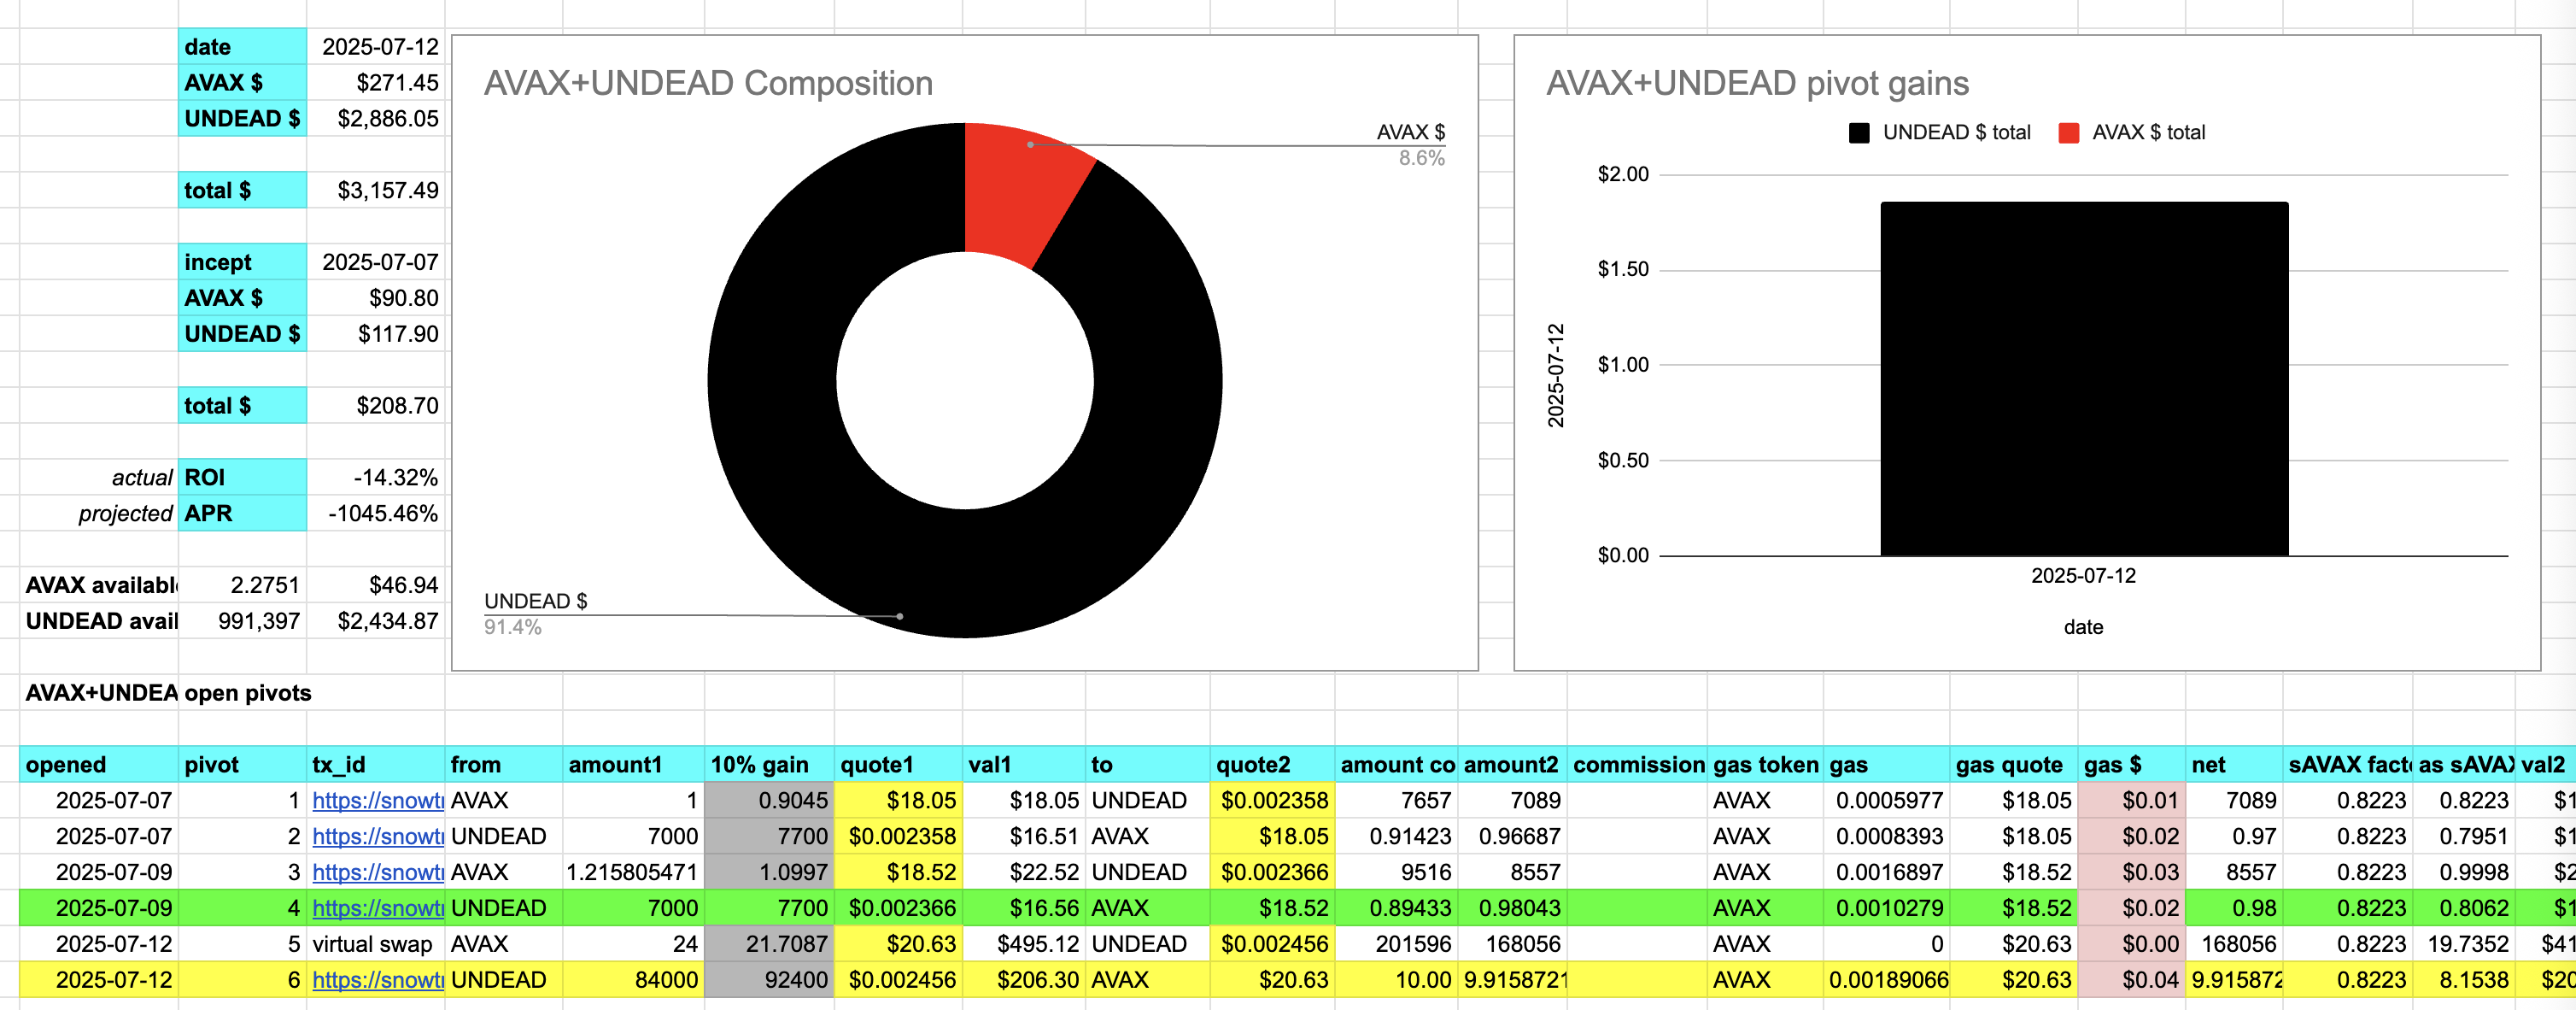 date 2025-07-12
AVAX $ $271.45
UNDEAD $ $2,886.05
total $ $3,157.49
incept 2025-07-07
AVAX $ $90.80
UNDEAD $ $117.90
total $ $208.70
actual ROI -14.32%
projected APR -1045.46%
AVAX availabl 2.2751 $46.94
UNDEAD avail 991,397 $2,434.87
AVAX+UNDEAD Composition
AVAX $
8.6%
UNDEAD $
91.4%
AVAX+UNDEAD pivot gains
UNDEAD $ total AVAX $ total
$2.00
$1.50
$1.00
$0.50
$0.00
2025-07-12
2025-07-12
date
AVAX+UNDEA open pivots
opened pivot tx_id from amount1 10% gain quote1 val1 to quote2 amount co amount2 commission gas token gas gas quote gas $ net sAVAX facto as sAVAX val2
2025-07-07 1 https://snowtr AVAX 1 0.9045 $18.05 $18.05 UNDEAD $0.002358 7657 7089 AVAX 0.0005977 $18.05 $0.01 7089 0.8223 0.8223 $1
2025-07-07 2 https://snowtr UNDEAD 7000 7700 $0.002358 $16.51 AVAX $18.05 0.91423 0.96687 AVAX 0.0008393 $18.05 $0.02 0.97 0.8223 0.7951 $1
2025-07-09 3 https://snowtr AVAX 1.215805471 1.0997 $18.52 $22.52 UNDEAD $0.002366 9516 8557 AVAX 0.0016897 $18.52 $0.03 8557 0.8223 0.9998 $2
2025-07-09 4 https://snowtr UNDEAD 7000 7700 $0.002366 $16.56 AVAX $18.52 0.89433 0.98043 AVAX 0.0010279 $18.52 $0.02 0.98 0.8223 0.8062 $1
2025-07-12 5 virtual swap AVAX 24 21.7087 $20.63 $495.12 UNDEAD $0.002456 201596 168056 AVAX 0 $20.63 $0.00 168056 0.8223 19.7352 $41
2025-07-12 6 https://snowtr UNDEAD 84000 92400 $0.002456 $206.30 AVAX $20.63 10.00 9.9158721 AVAX 0.00189066 $20.63 $0.04 9.915872 0.8223 8.1538 $20